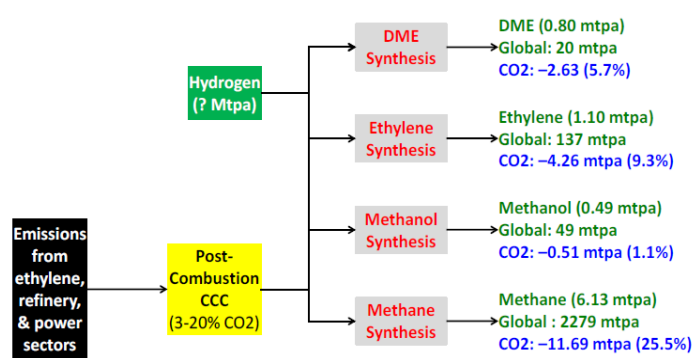 DME
Synthesis
DME (0.80 mtpa)
Global: 20 mtpa
CO2: –2.63 (5.7%)
Hydrogen
(? Mtpa)
Ethylene
Synthesis
Ethylene (1.10 mtpa)
Global: 137 mtpa
CO2: –4.26 mtpa (9.3%)
Methanol
Synthesis
Methanol (0.49 mtpa)
Global: 49 mtpa
CO2: –0.51 mtpa (1.1%)
Emissions
from
ethylene,
refinery,
& power
sectors
Post-
Combustion
CCC
(3-20% CO2)
Methane
Synthesis
Methane (6.13 mtpa)
Global : 2279 mtpa
CO2: –11.69 mtpa (25.5%)